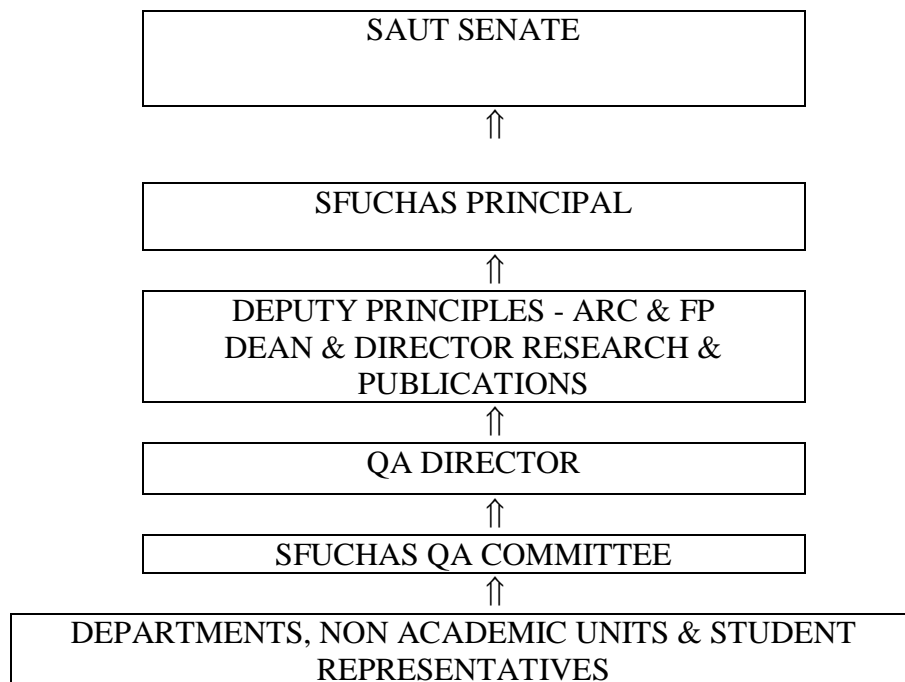 SAUT SENATE
⇑
SFUCHAS PRINCIPAL
⇑
DEPUTY PRINCIPLES - ARC & FP
DEAN & DIRECTOR RESEARCH &
PUBLICATIONS
⇑
QA DIRECTOR
⇑
SFUCHAS QA COMMITTEE
⇑
DEPARTMENTS, NON ACADEMIC UNITS & STUDENT
REPRESENTATIVES